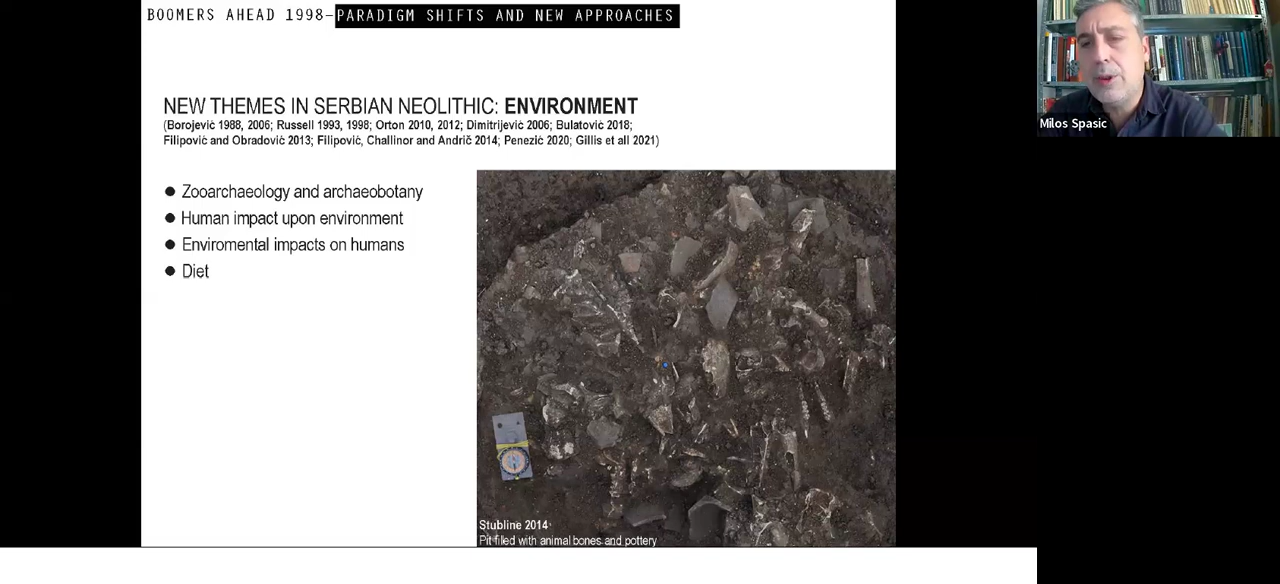 BOOMERS AHEAD 1998–PARADIGM SHIFTS AND NEW APPROACHES
NEW THEMES IN SERBIAN NEOLITHIC: ENVIRONMENT
(Borojević 1988, 2006; Russell 1993, 1998; Orton 2010, 2012; Dimitrijević 2006; Bulatović 2018;
Filipović and Obradović 2013; Filipović, Challinor and Andrič 2014; Penezić 2020; Gillis et all 2021)
● Zooarchaeology and archaeobotany
● Human impact upon environment
● Enviromental impacts on humans
● Diet
Stubline 2014
Pit filled with animal bones and pottery
Milos Spasic